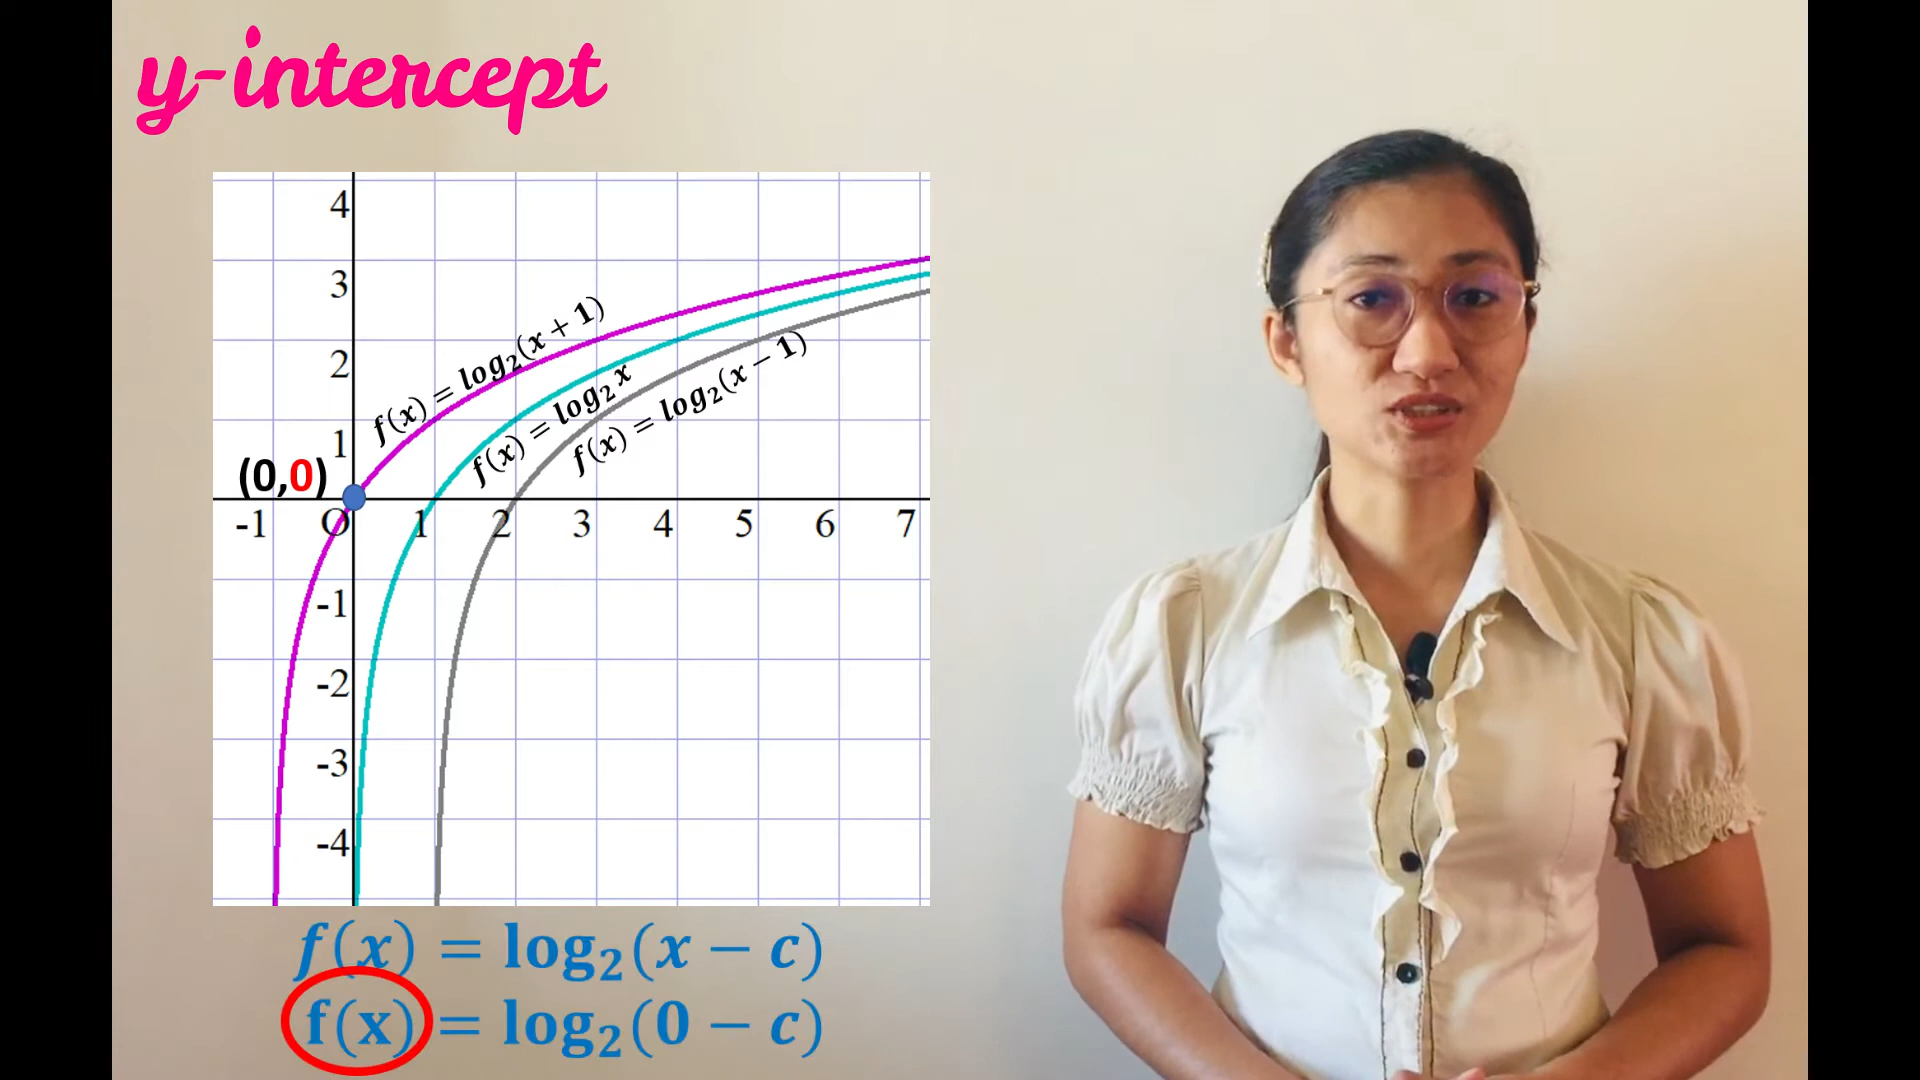 y-intercept
4
3
2
1
(0,0)
-1 O 1 2 3 4 5 6 7
-1
-2
-3
-4
f(x) = log₂(x + 1)
f(x) = log₂ x
f(x) = log₂(x − 1)
f(x) = log₂(x − c)
f(x) = log₂(0 − c)